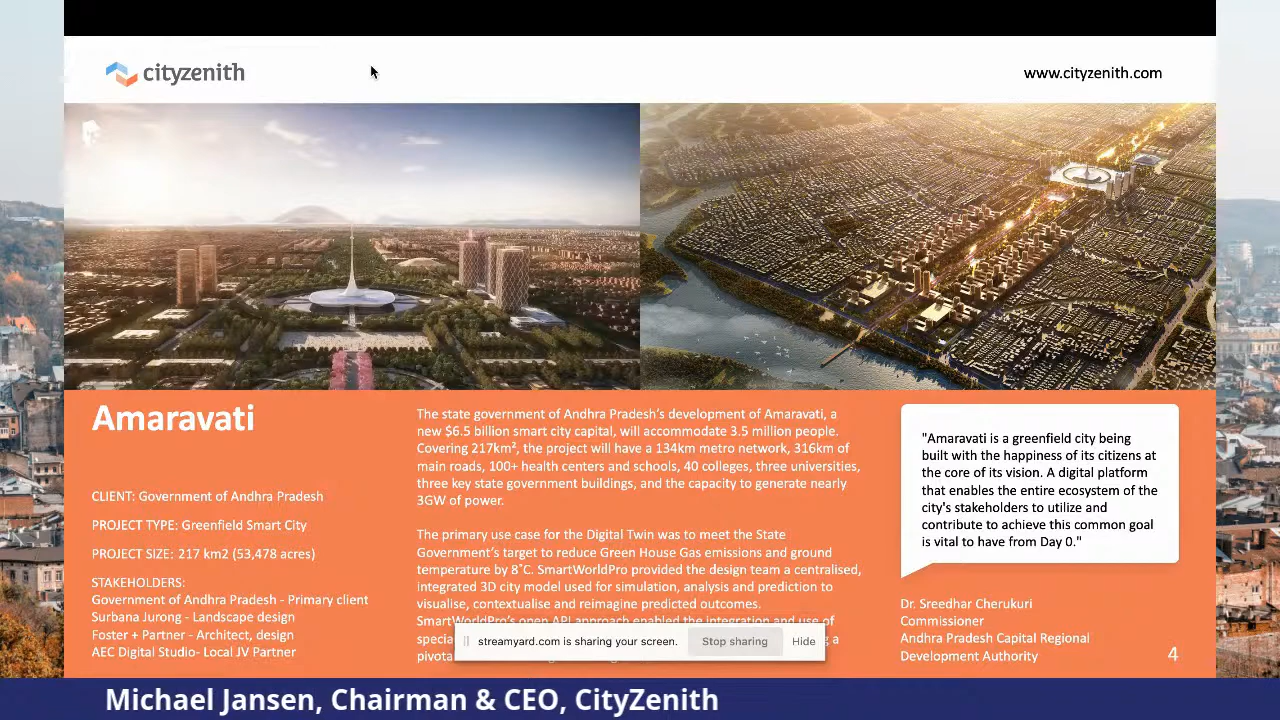 cityzenith
www.cityzenith.com
Amaravati
CLIENT: Government of Andhra Pradesh
PROJECT TYPE: Greenfield Smart City
PROJECT SIZE: 217 km2 (53,478 acres)
STAKEHOLDERS:
Government of Andhra Pradesh - Primary client
Surbana Jurong - Landscape design
Foster + Partner - Architect, design
AEC Digital Studio- Local JV Partner
The state government of Andhra Pradesh's development of Amaravati, a
new $6.5 billion smart city capital, will accommodate 3.5 million people.
Covering 217km², the project will have a 134km metro network, 316km of
main roads, 100+ health centers and schools, 40 colleges, three universities,
three key state government buildings, and the capacity to generate nearly
3GW of power.
The primary use case for the Digital Twin was to meet the State
Government's target to reduce Green House Gas emissions and ground
temperature by 8˚C. SmartWorldPro provided the design team a centralised,
integrated 3D city model used for simulation, analysis and prediction to
visualise, contextualise and reimagine predicted outcomes.
SmartWorldPro's open API approach enabled the integration and use of
streamyard.com is sharing your screen.
Stop sharing
Hide
"Amaravati is a greenfield city being
built with the happiness of its citizens at
the core of its vision. A digital platform
that enables the entire ecosystem of the
city's stakeholders to utilize and
contribute to achieve this common goal
is vital to have from Day 0."
Dr. Sreedhar Cherukuri
Commissioner
Andhra Pradesh Capital Regional
Development Authority
4
Michael Jansen, Chairman & CEO, CityZenith